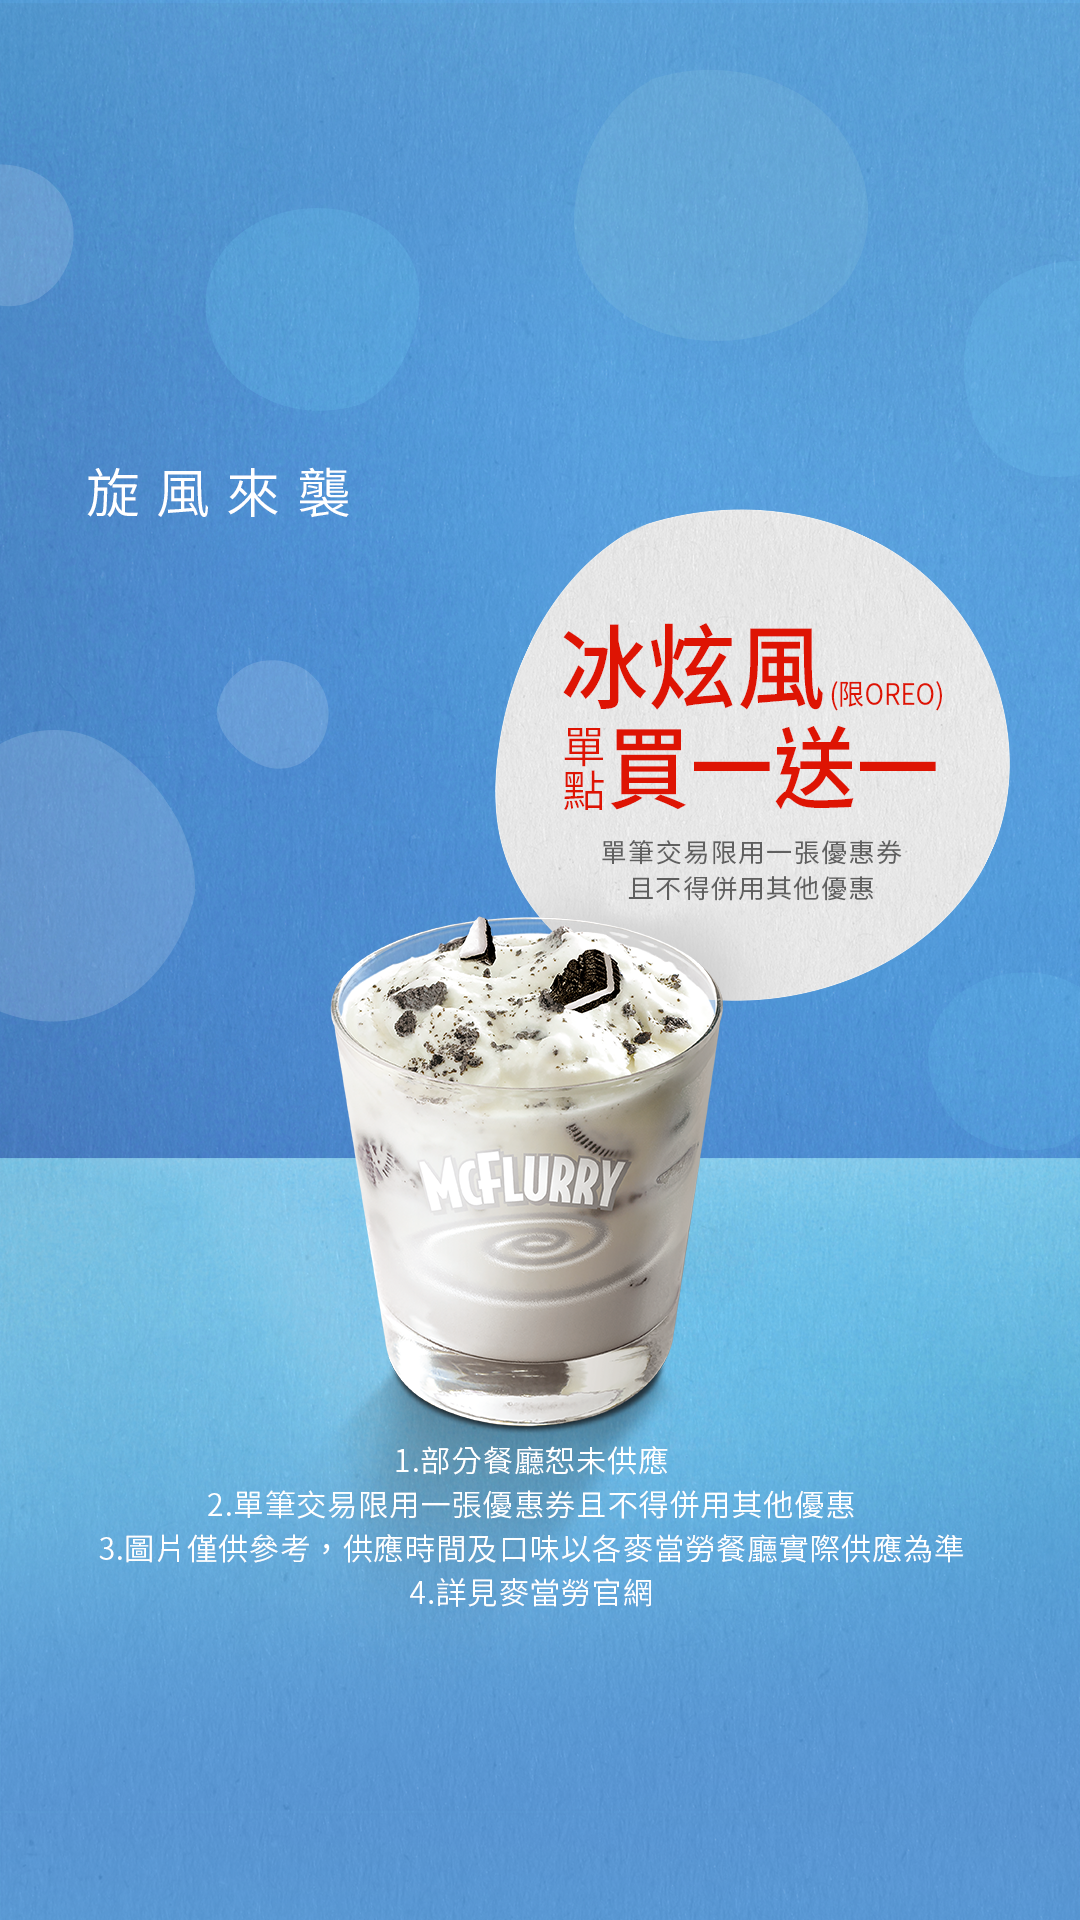 旋風來襲
冰炫風(限OREO)
單點買一送一
單筆交易限用一張優惠券
且不得併用其他優惠
McFLURRY
1.部分餐廳恕未供應
2.單筆交易限用一張優惠券且不得併用其他優惠
3.圖片僅供參考，供應時間及口味以各麥當勞餐廳實際供應為準
4.詳見麥當勞官網